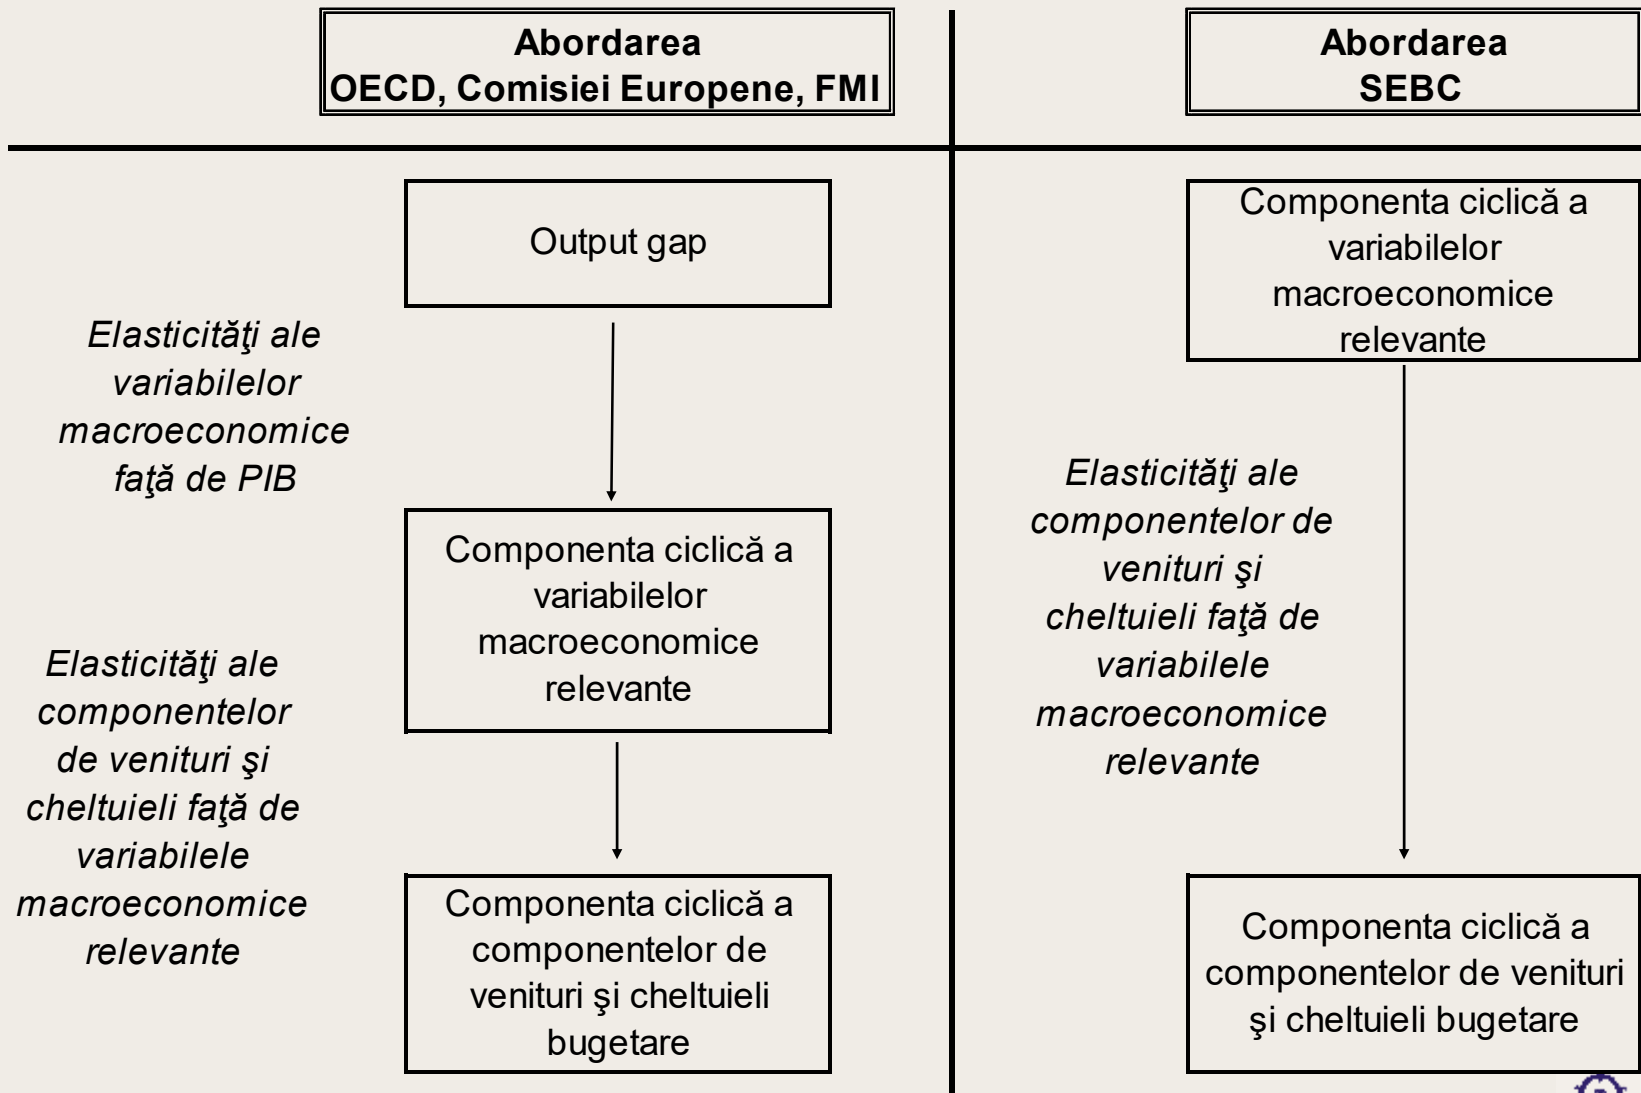 Abordarea
OECD, Comisiei Europene, FMI
Output gap
Elasticităţi ale
variabilelor
macroeconomice
faţă de PIB
Componenta ciclică a
variabilelor
macroeconomice
relevante
Elasticităţi ale
componentelor
de venituri şi
cheltuieli faţă de
variabilele
macroeconomice
relevante
Componenta ciclică a
componentelor de
venituri şi cheltuieli
bugetare
Abordarea
SEBC
Componenta ciclică a
variabilelor
macroeconomice
relevante
Elasticităţi ale
componentelor de
venituri şi
cheltuieli faţă de
variabilele
macroeconomice
relevante
Componenta ciclică a
componentelor de venituri
şi cheltuieli bugetare